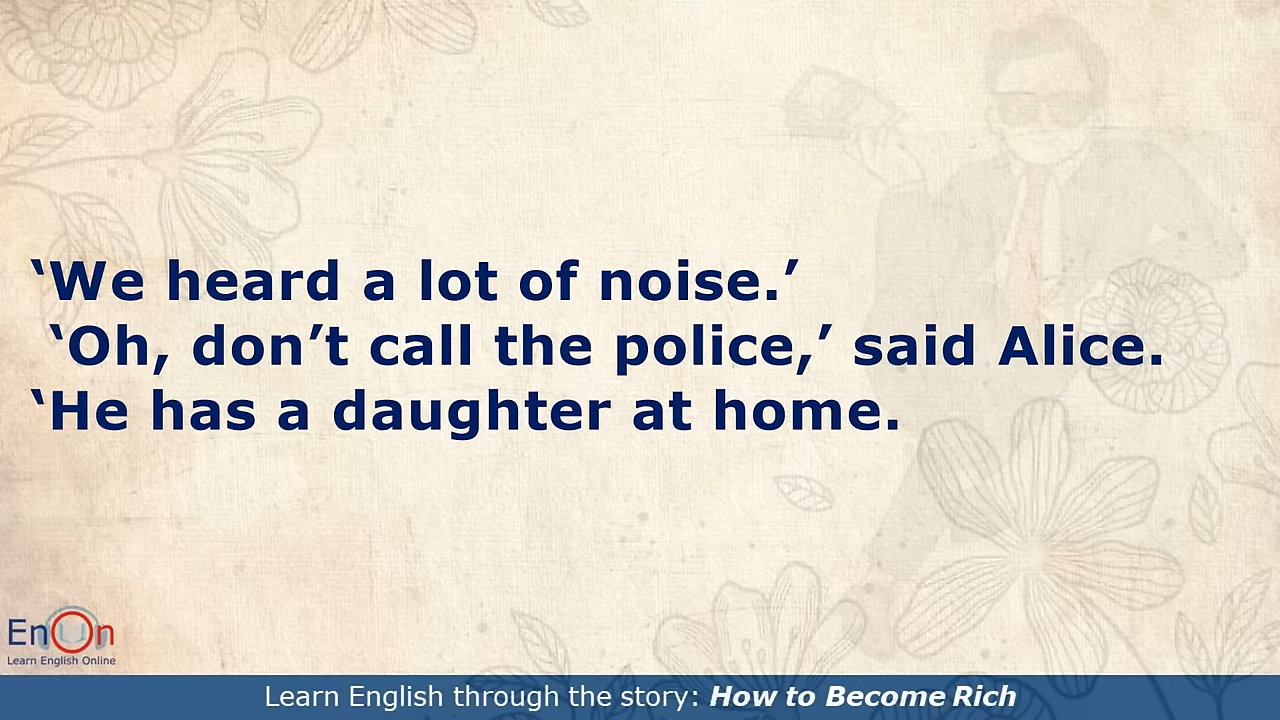 ‘We heard a lot of noise.’
‘Oh, don’t call the police,’ said Alice.
‘He has a daughter at home.
EnOn
Learn English Online
Learn English through the story: How to Become Rich